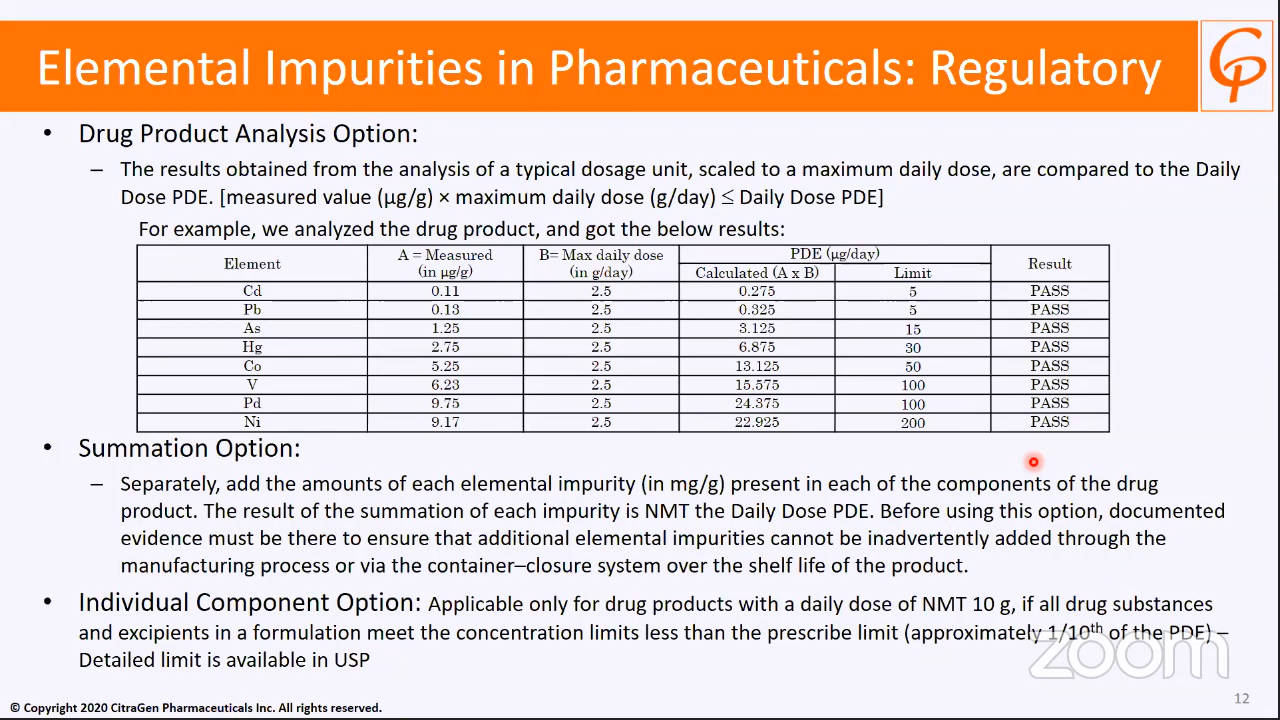 Elemental Impurities in Pharmaceuticals: Regulatory
• Drug Product Analysis Option:
– The results obtained from the analysis of a typical dosage unit, scaled to a maximum daily dose, are compared to the Daily
Dose PDE. [measured value (µg/g) × maximum daily dose (g/day) ≤ Daily Dose PDE]
For example, we analyzed the drug product, and got the below results:
Element A = Measured (in µg/g) B= Max daily dose (in g/day) PDE (µg/day) Result
Calculated (A x B) Limit
Cd 0.11 2.5 0.275 5 PASS
Pb 0.13 2.5 0.325 5 PASS
As 1.25 2.5 3.125 15 PASS
Hg 2.75 2.5 6.875 30 PASS
Co 5.25 2.5 13.125 50 PASS
V 6.23 2.5 15.575 100 PASS
Pd 9.75 2.5 24.375 100 PASS
Ni 9.17 2.5 22.925 200 PASS
• Summation Option:
– Separately, add the amounts of each elemental impurity (in mg/g) present in each of the components of the drug
product. The result of the summation of each impurity is NMT the Daily Dose PDE. Before using this option, documented
evidence must be there to ensure that additional elemental impurities cannot be inadvertently added through the
manufacturing process or via the container–closure system over the shelf life of the product.
• Individual Component Option: Applicable only for drug products with a daily dose of NMT 10 g, if all drug substances
and excipients in a formulation meet the concentration limits less than the prescribe limit (approximately 1/10th of the PDE) –
Detailed limit is available in USP
zoom
12
© Copyright 2020 CitraGen Pharmaceuticals Inc. All rights reserved.